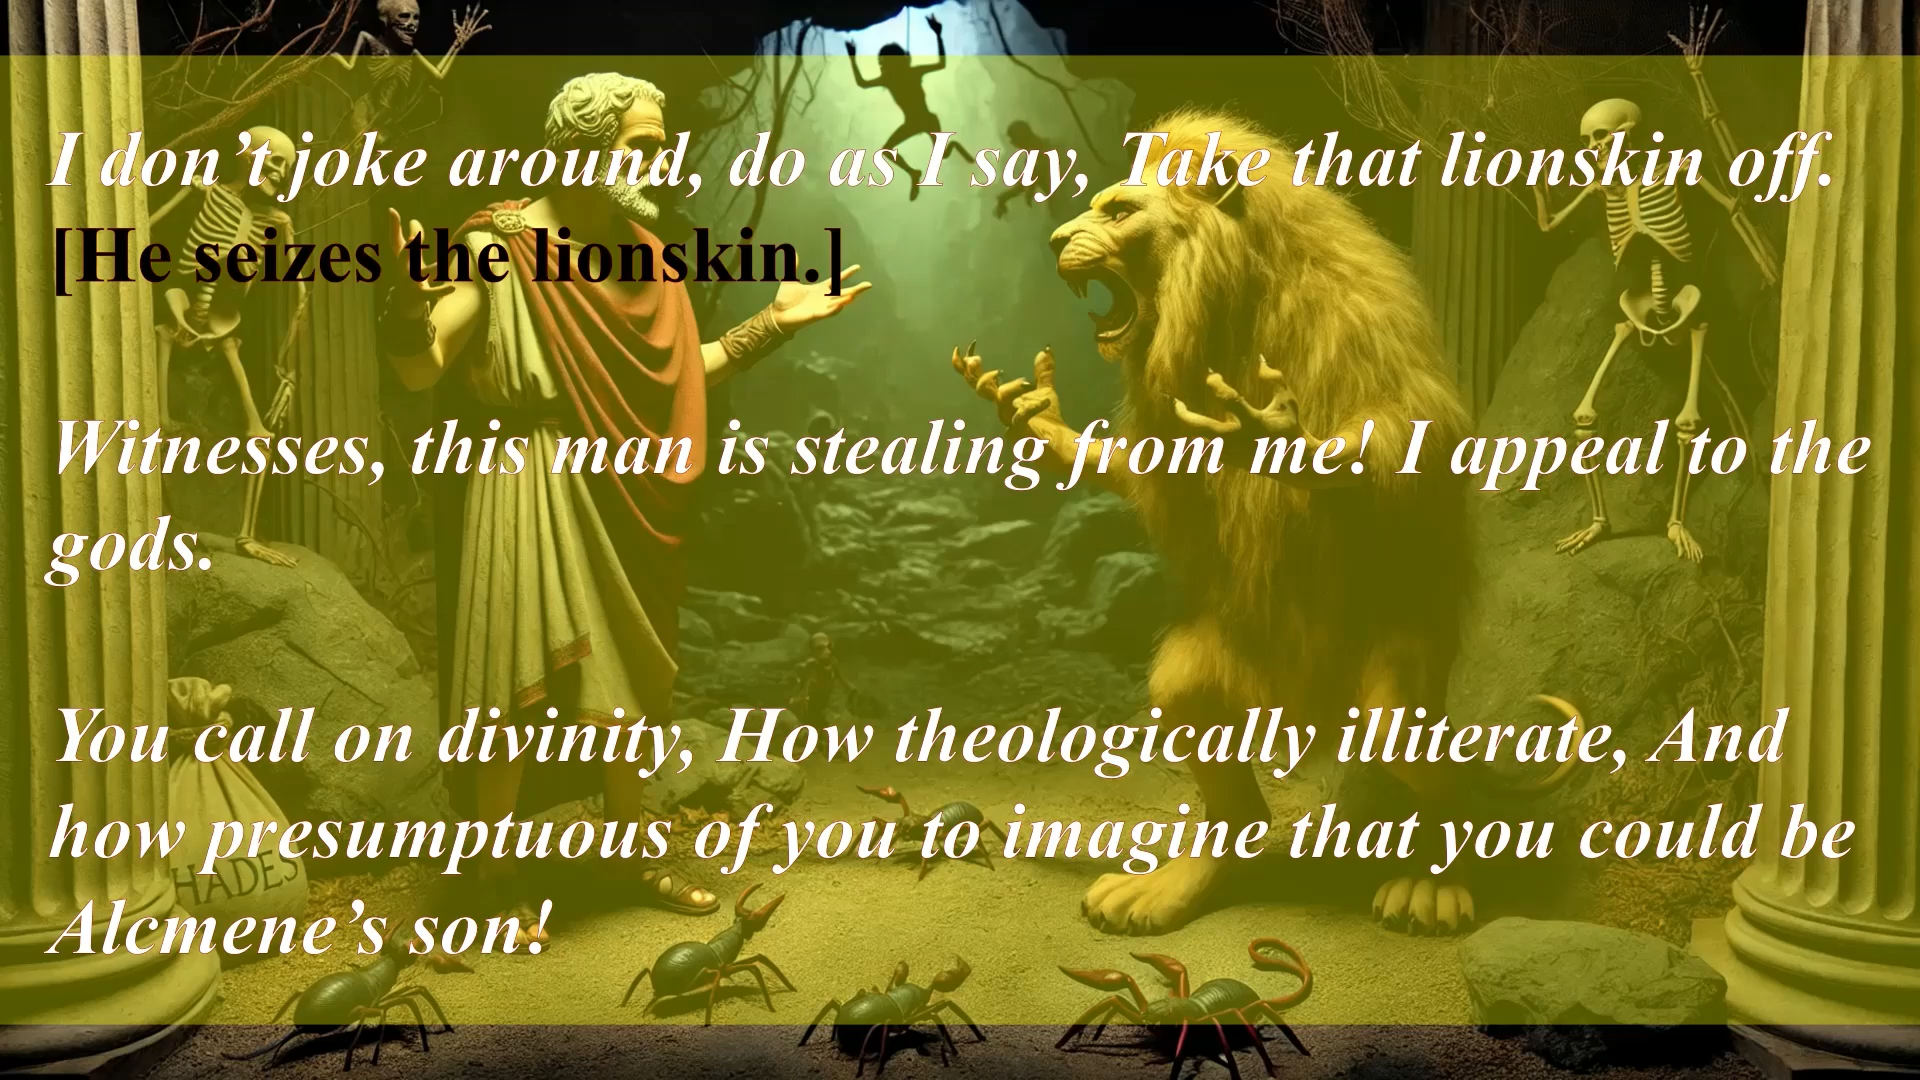 I don’t joke around, do as I say, Take that lionskin off.
[He seizes the lionskin.]
Witnesses, this man is stealing from me! I appeal to the
gods.
You call on divinity, How theologically illiterate, And
how presumptuous of you to imagine that you could be
Alcmene’s son!
HADES